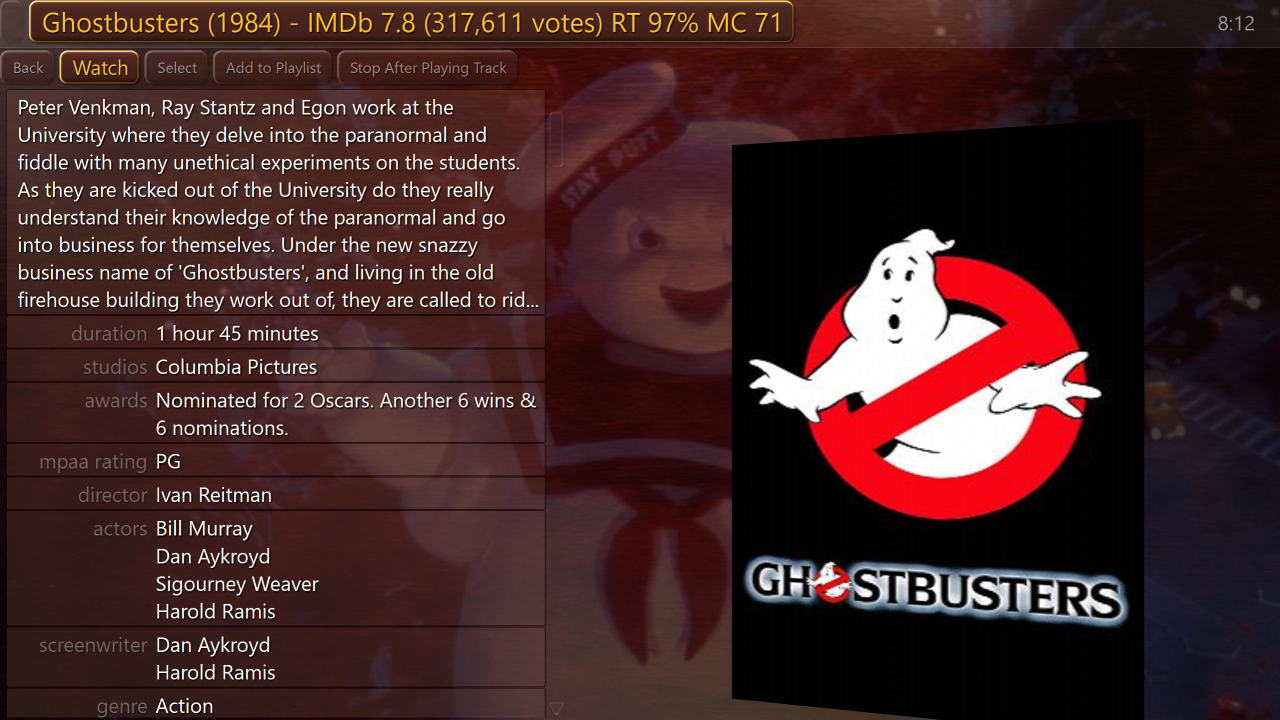 Ghostbusters (1984) - IMDb 7.8 (317,611 votes) RT 97% MC 71
8:12
Back
Watch
Select
Add to Playlist
Stop After Playing Track
Peter Venkman, Ray Stantz and Egon work at the
University where they delve into the paranormal and
fiddle with many unethical experiments on the students.
As they are kicked out of the University do they really
understand their knowledge of the paranormal and go
into business for themselves. Under the new snazzy
business name of 'Ghostbusters', and living in the old
firehouse building they work out of, they are called to rid...
duration 1 hour 45 minutes
studios Columbia Pictures
awards Nominated for 2 Oscars. Another 6 wins &
6 nominations.
mpaa rating PG
director Ivan Reitman
actors Bill Murray
Dan Aykroyd
Sigourney Weaver
Harold Ramis
screenwriter Dan Aykroyd
Harold Ramis
genre Action
STAY PUFT
GHOSTBUSTERS